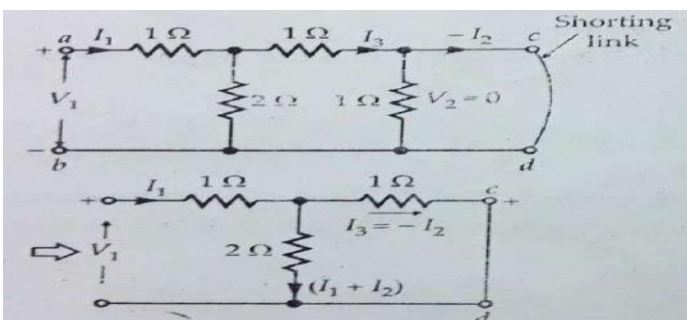 Shorting
link
+ a I₁ 1 Ω 1 Ω I₃ −I₂ c
V₁ 2 Ω 1 Ω V₂ = 0
− b d
+ I₁ 1 Ω 1 Ω c +
I₃ = − I₂
V₁ 2 Ω
(I₁ + I₂)
d